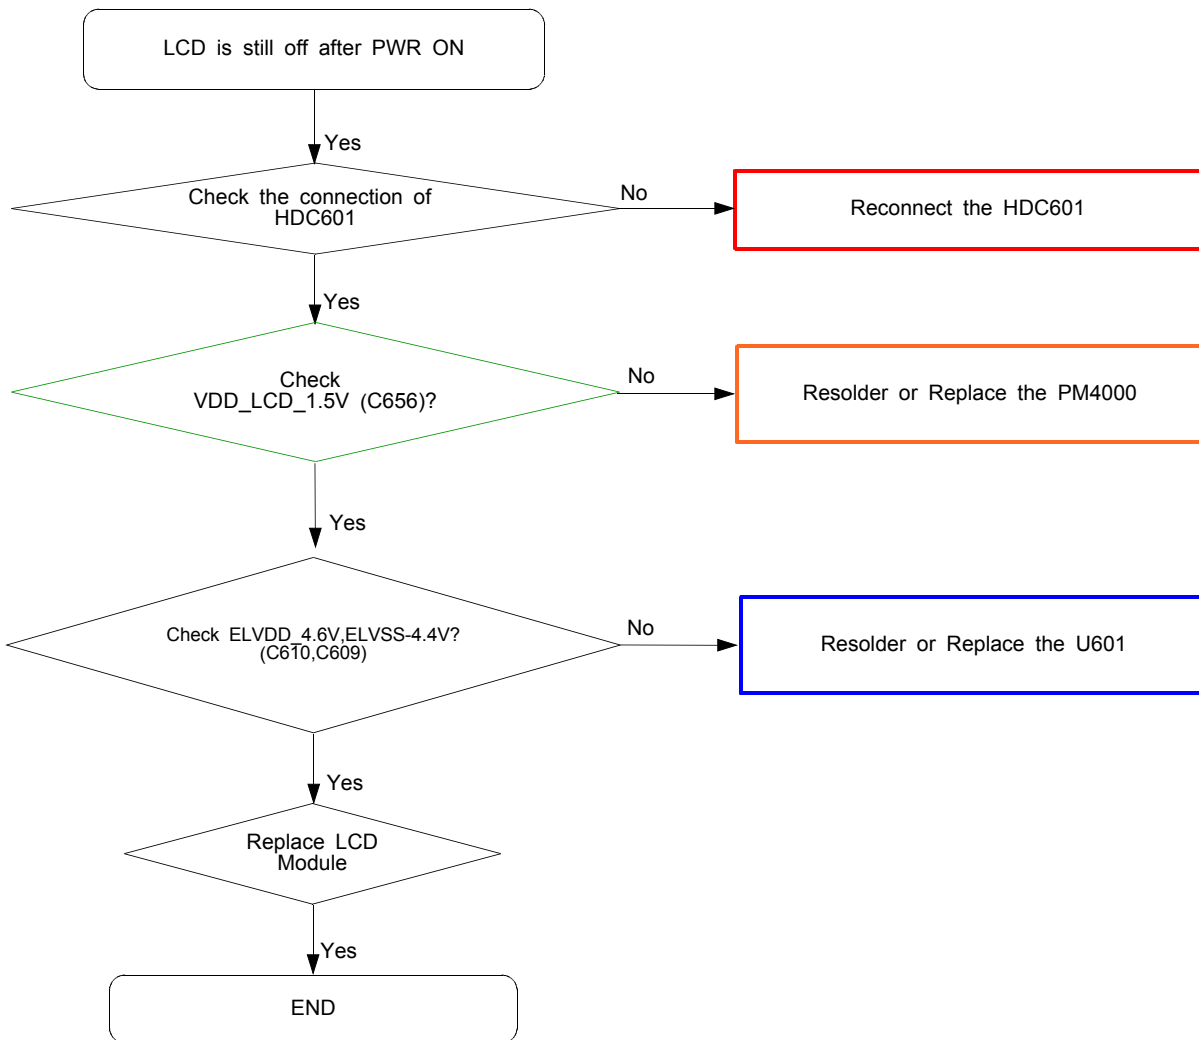 LCD is still off after PWR ON
Yes
Check the connection of
HDC601
No
Reconnect the HDC601
Yes
Check
VDD_LCD_1.5V (C656)?
No
Resolder or Replace the PM4000
Yes
Check ELVDD_4.6V,ELVSS-4.4V?
(C610,C609)
No
Resolder or Replace the U601
Yes
Replace LCD
Module
Yes
END